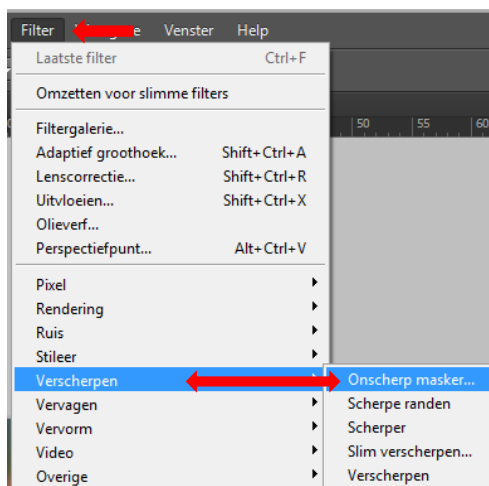 Filter Venster Help
Laatste filter Ctrl+F
Omzetten voor slimme filters
Filtergalerie...
Adaptief groothoek... Shift+Ctrl+A
Lenscorrectie... Shift+Ctrl+R
Uitvloeien... Shift+Ctrl+X
Olieverf...
Perspectiefpunt... Alt+Ctrl+V
Pixel
Rendering
Ruis
Stileer
Verscherpen
Vervagen
Vervorm
Video
Overige
50 55 60
Onscherp masker...
Scherpe randen
Scherper
Slim verscherpen...
Verscherpen